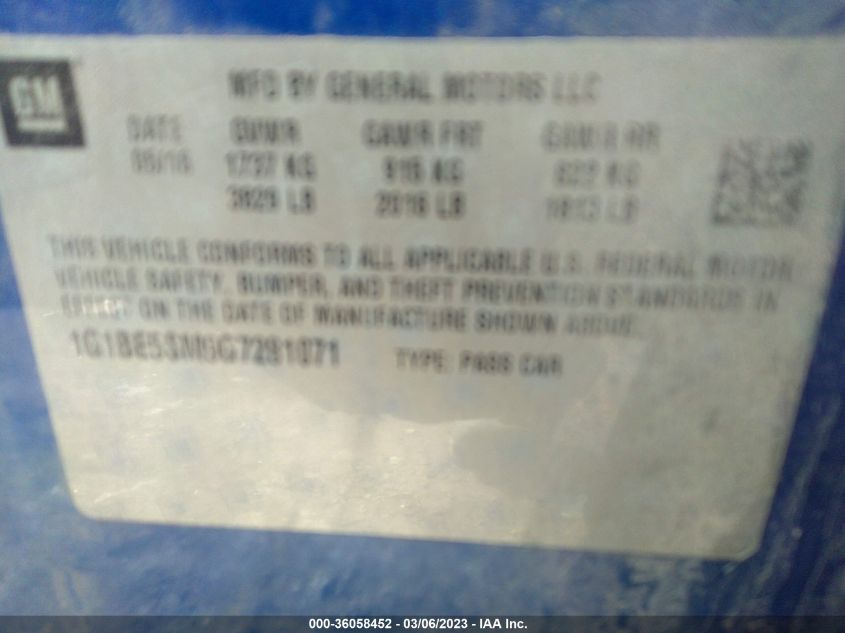 GM
MFD BY GENERAL MOTORS LLC
DATE GVWR GAWR FRT GAWR RR
05/16 1737 KG 915 KG 822 KG
3829 LB 2016 LB 1813 LB
THIS VEHICLE CONFORMS TO ALL APPLICABLE U.S. FEDERAL MOTOR
VEHICLE SAFETY, BUMPER, AND THEFT PREVENTION STANDARDS IN
EFFECT ON THE DATE OF MANUFACTURE SHOWN ABOVE.
TYPE: PASS CAR
000-36058452 - 03/06/2023 - IAA Inc.